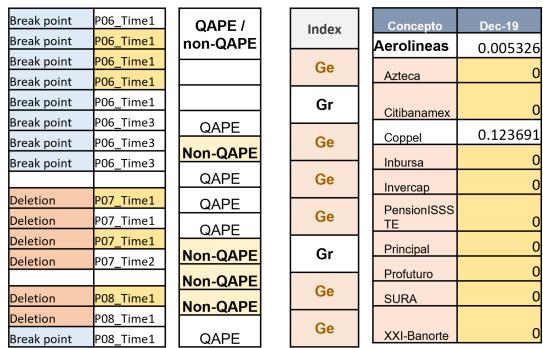 Break point P06_Time1
Break point P06_Time1
Break point P06_Time1
Break point P06_Time1
Break point P06_Time1
Break point P06_Time3
Break point P06_Time3
Break point P06_Time3
Deletion P07_Time1
Deletion P07_Time1
Deletion P07_Time1
Deletion P07_Time2
Deletion P08_Time1
Deletion P08_Time1
Break point P08_Time1
QAPE /
non-QAPE
QAPE
Non-QAPE
QAPE
QAPE
QAPE
Non-QAPE
Non-QAPE
Non-QAPE
QAPE
Index
Ge
Gr
Ge
Ge
Ge
Gr
Ge
Ge
Concepto Dec-19
Aerolineas 0.005326
Azteca 0
Citibanamex 0
Coppel 0.123691
Inbursa 0
Invercap 0
PensionISSS
TE 0
Principal 0
Profuturo 0
SURA 0
XXI-Banorte 0